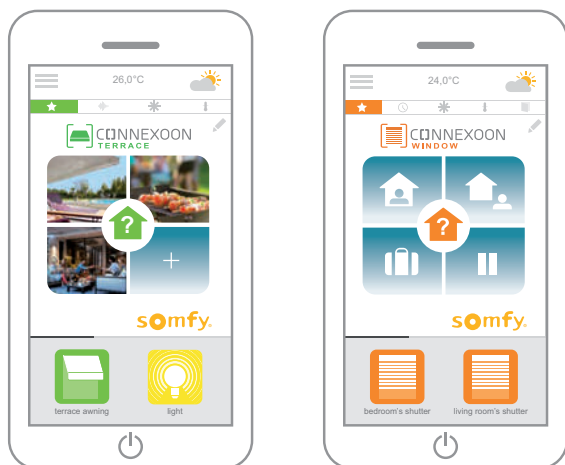 26,0°C
CONNEXOON
TERRACE
?
+
somfy.
terrace awning
light
24,0°C
CONNEXOON
WINDOW
?
somfy.
bedroom's shutter
living room's shutter